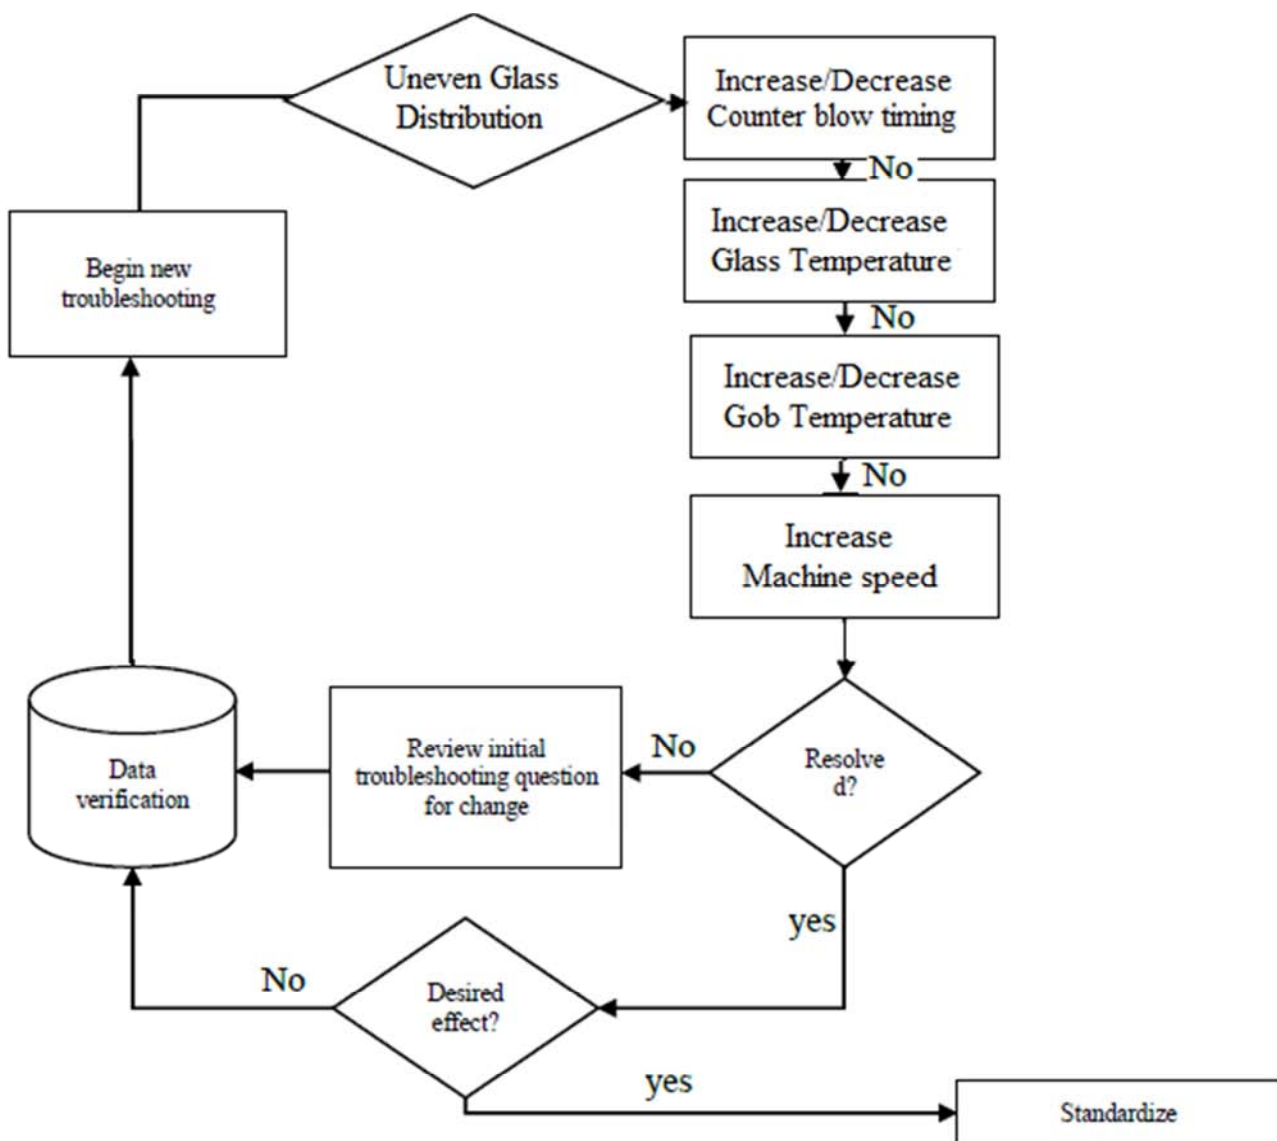 Uneven Glass
Distribution
Increase/Decrease
Counter blow timing
No
Increase/Decrease
Glass Temperature
No
Increase/Decrease
Gob Temperature
No
Increase
Machine speed
Begin new
troubleshooting
Resolve
d?
No
Review initial
troubleshooting question
for change
Data
verification
yes
Desired
effect?
No
yes
Standardize